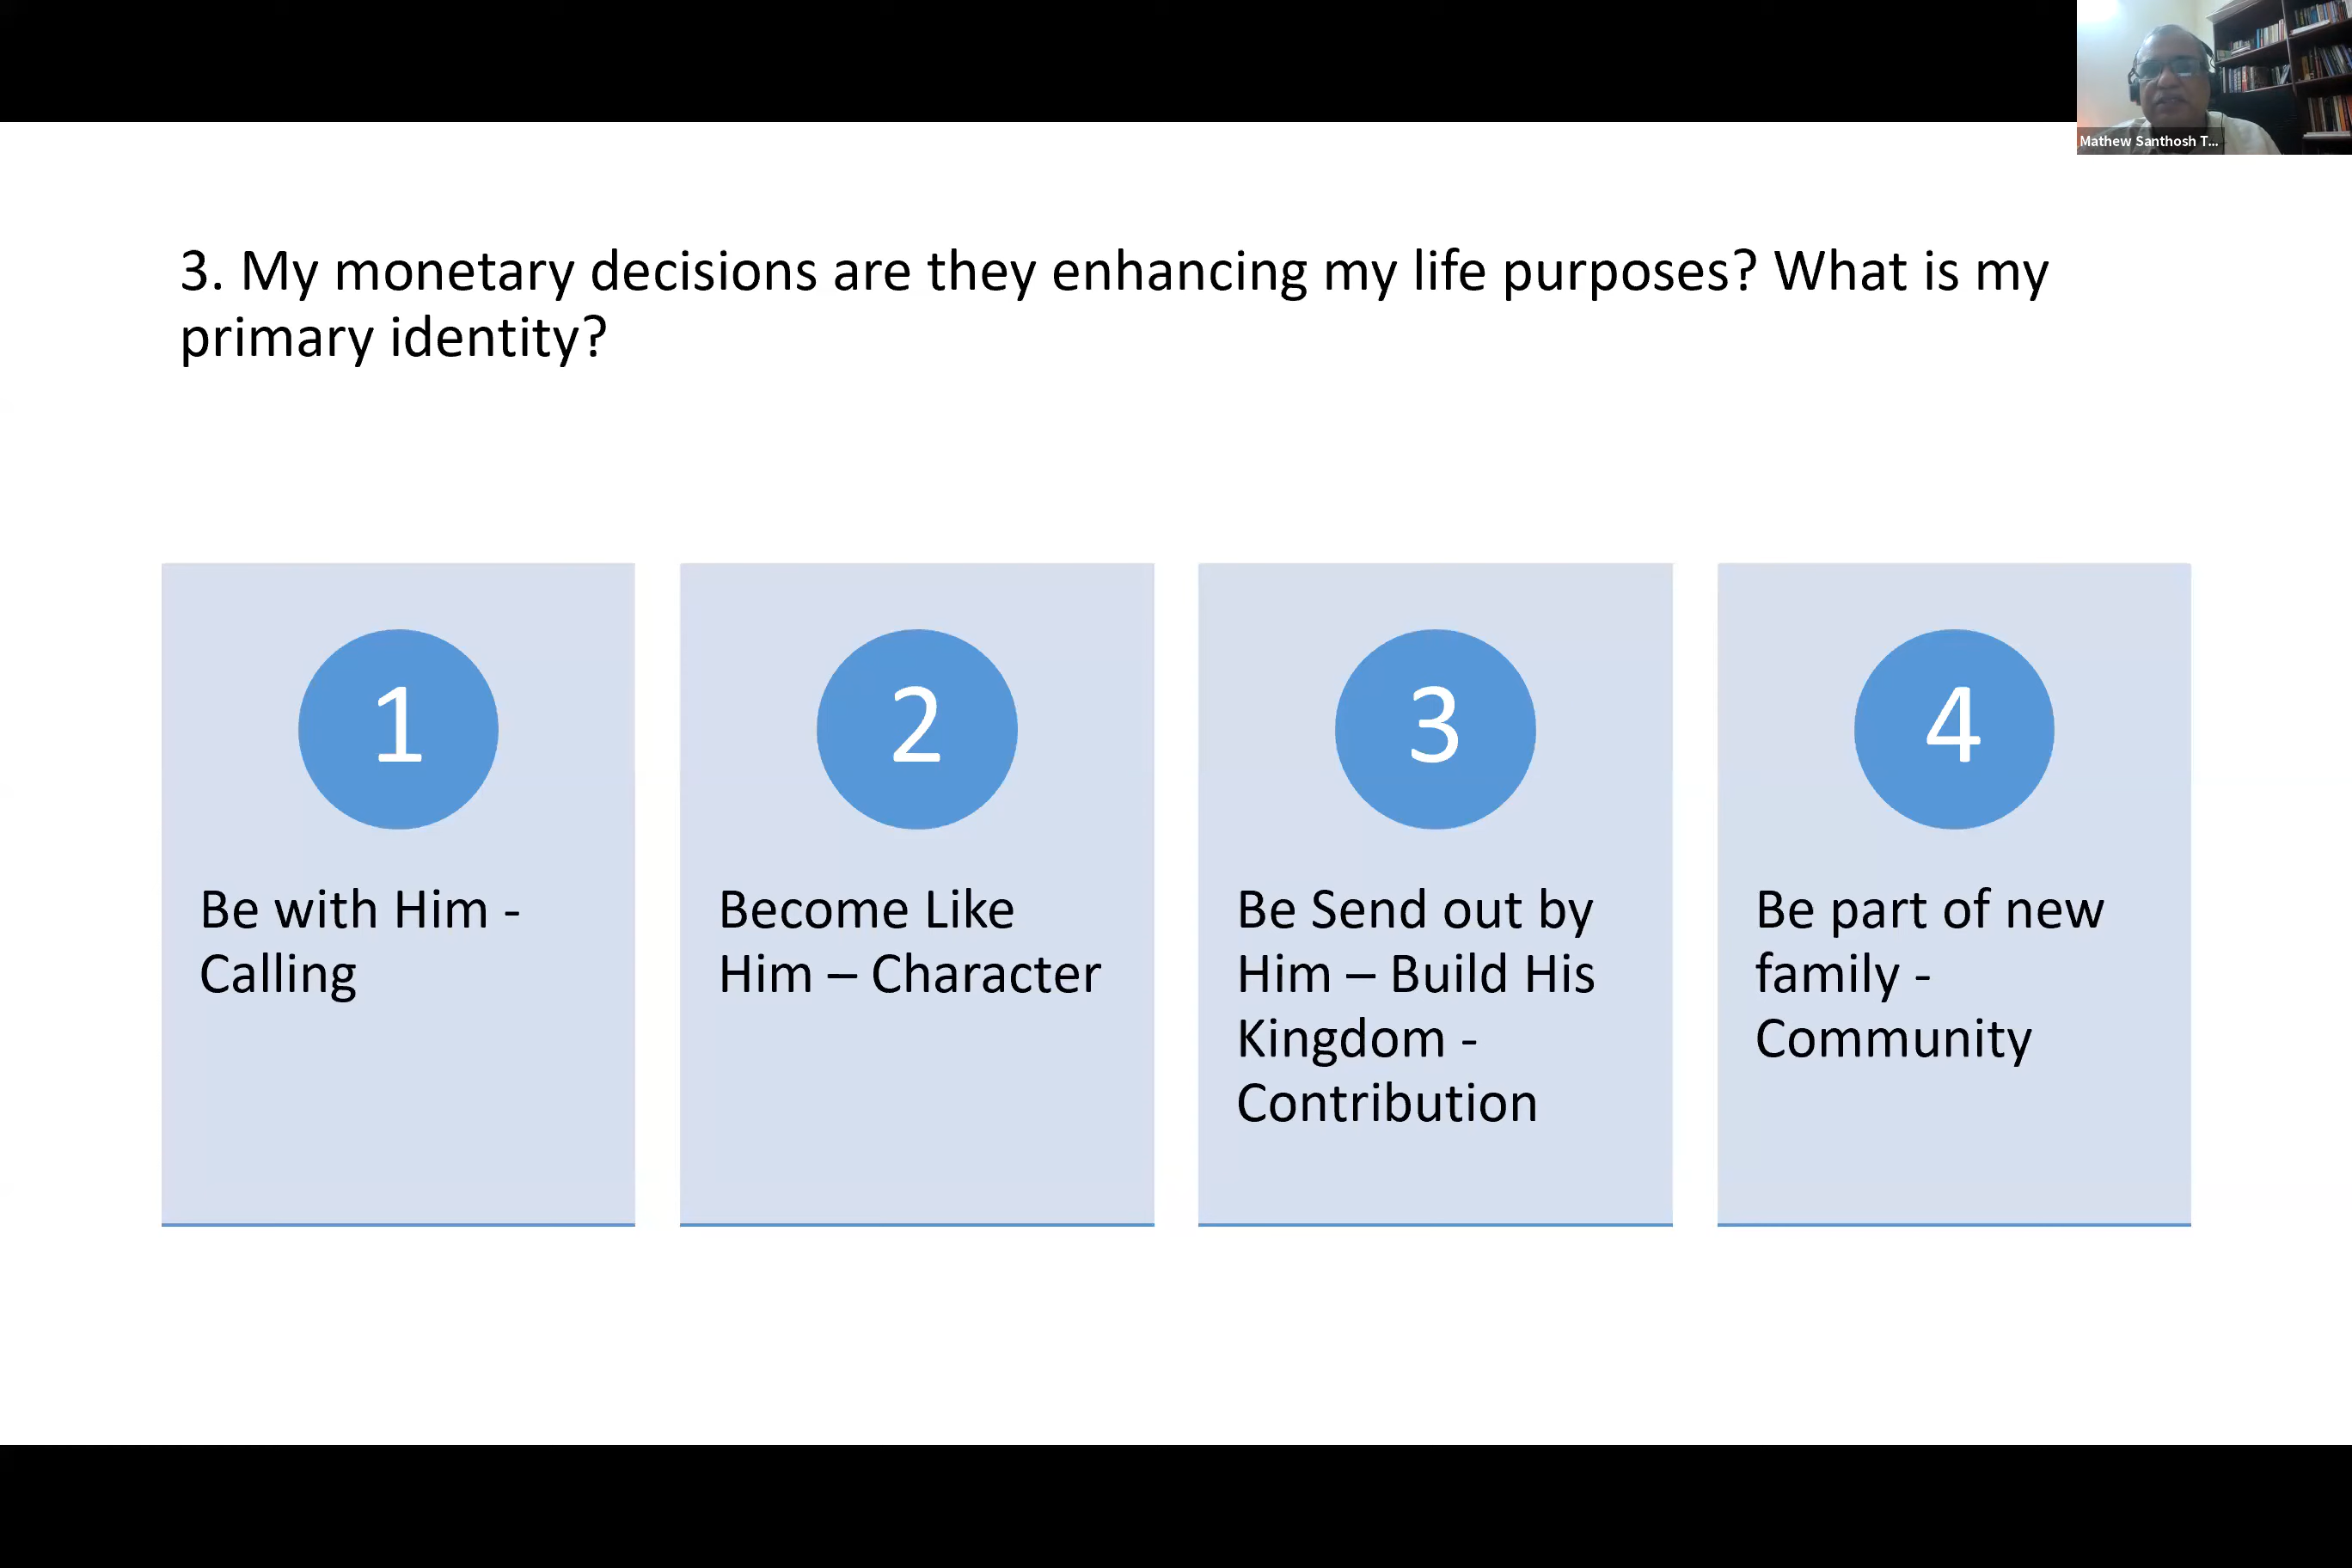 Mathew Santhosh T...
3. My monetary decisions are they enhancing my life purposes? What is my
primary identity?
1
Be with Him -
Calling
2
Become Like
Him – Character
3
Be Send out by
Him – Build His
Kingdom -
Contribution
4
Be part of new
family -
Community